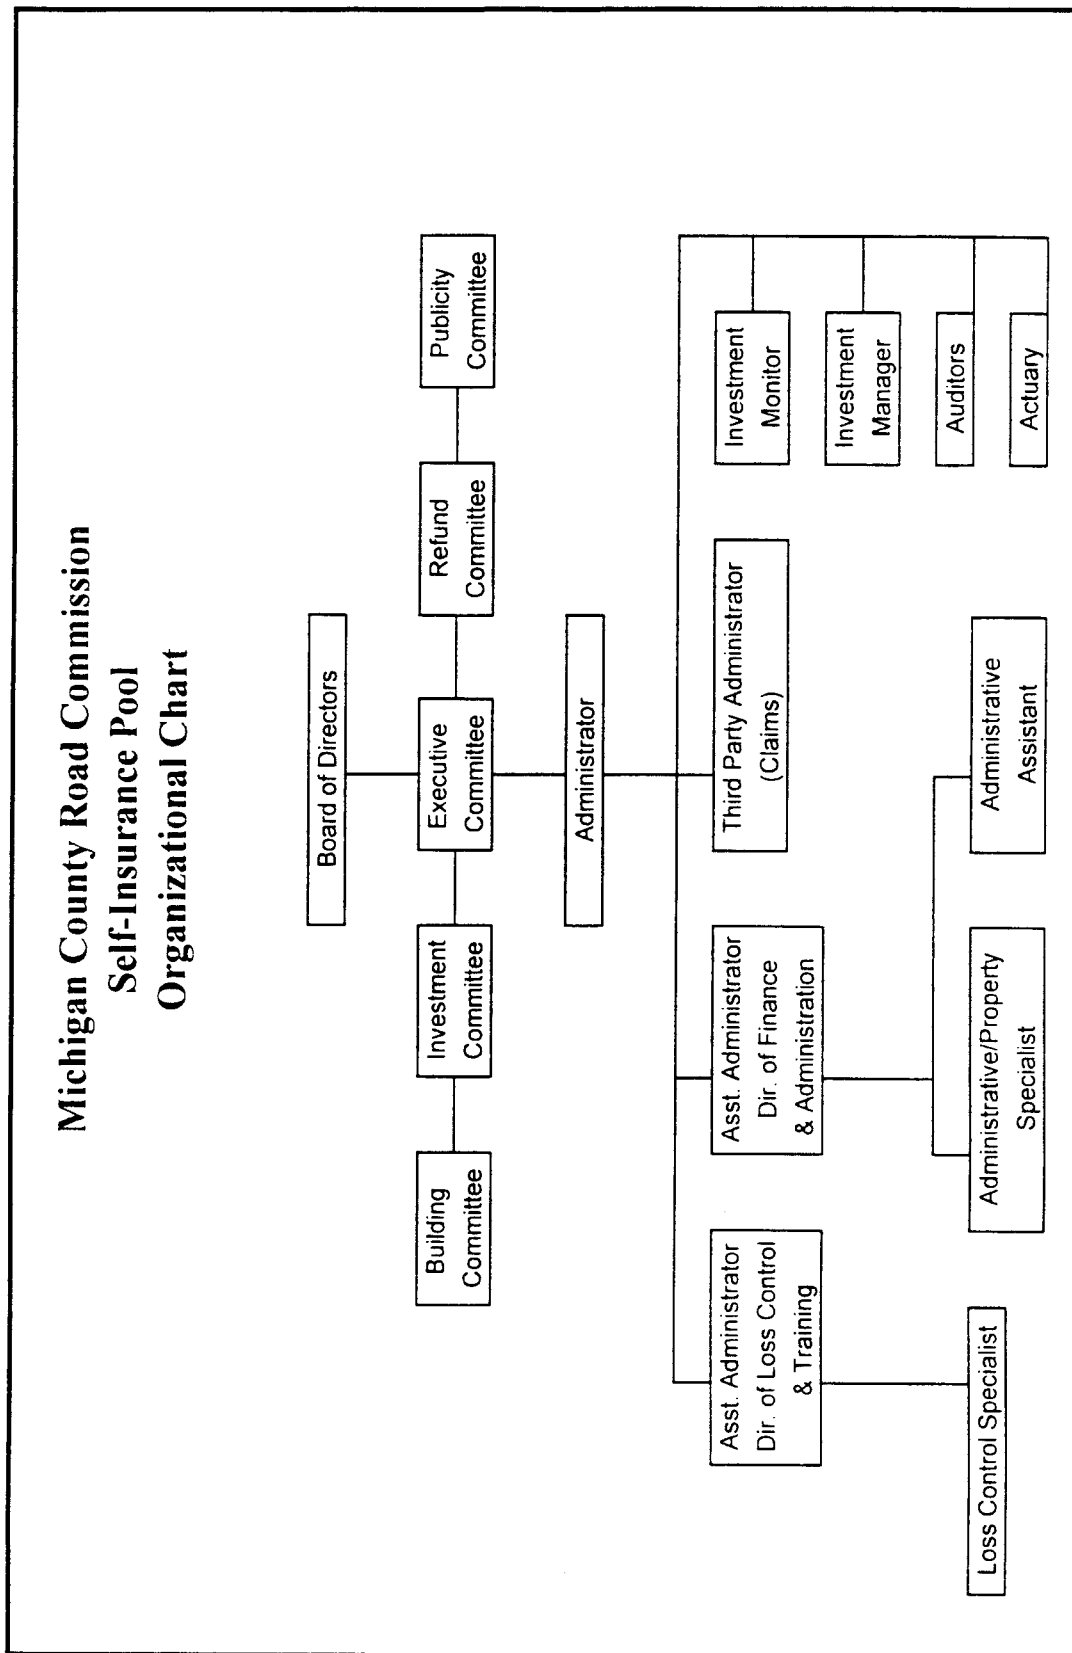 Michigan County Road Commission
Self-Insurance Pool
Organizational Chart
Board of Directors
Building
Committee
Investment
Committee
Executive
Committee
Refund
Committee
Publicity
Committee
Administrator
Asst. Administrator
Dir. of Loss Control
& Training
Asst. Administrator
Dir. of Finance
& Administration
Third Party Administrator
(Claims)
Investment
Monitor
Investment
Manager
Auditors
Actuary
Loss Control Specialist
Administrative/Property
Specialist
Administrative
Assistant